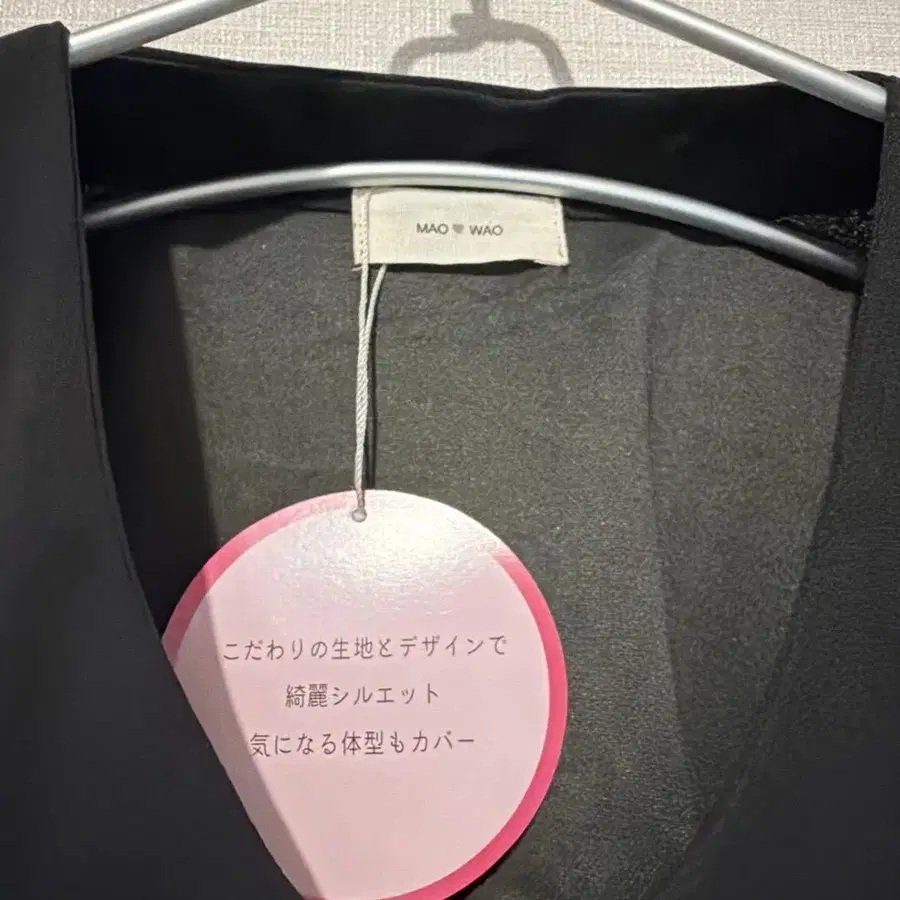 MAO♥WAO
こだわりの生地とデザインで
綺麗シルエット
気になる体型もカバー